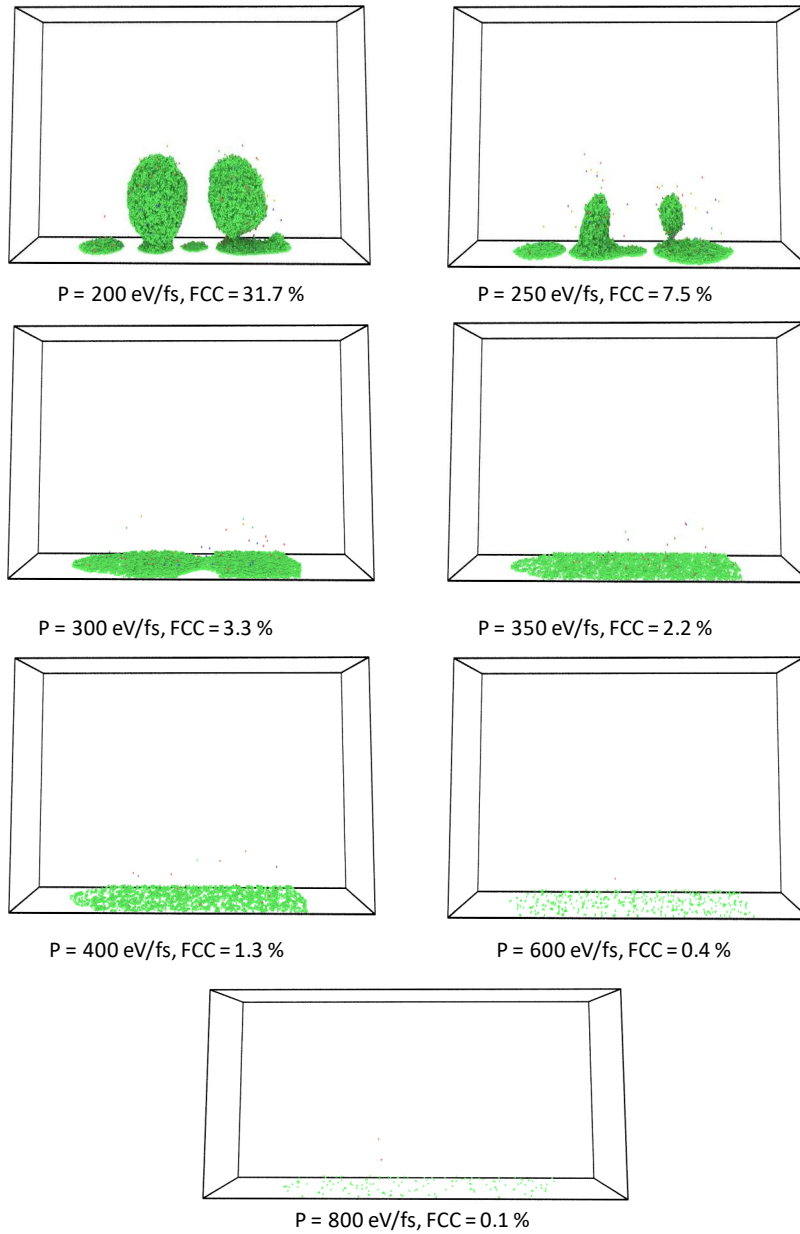 P = 200 eV/fs, FCC = 31.7 %
P = 250 eV/fs, FCC = 7.5 %
P = 300 eV/fs, FCC = 3.3 %
P = 350 eV/fs, FCC = 2.2 %
P = 400 eV/fs, FCC = 1.3 %
P = 600 eV/fs, FCC = 0.4 %
P = 800 eV/fs, FCC = 0.1 %